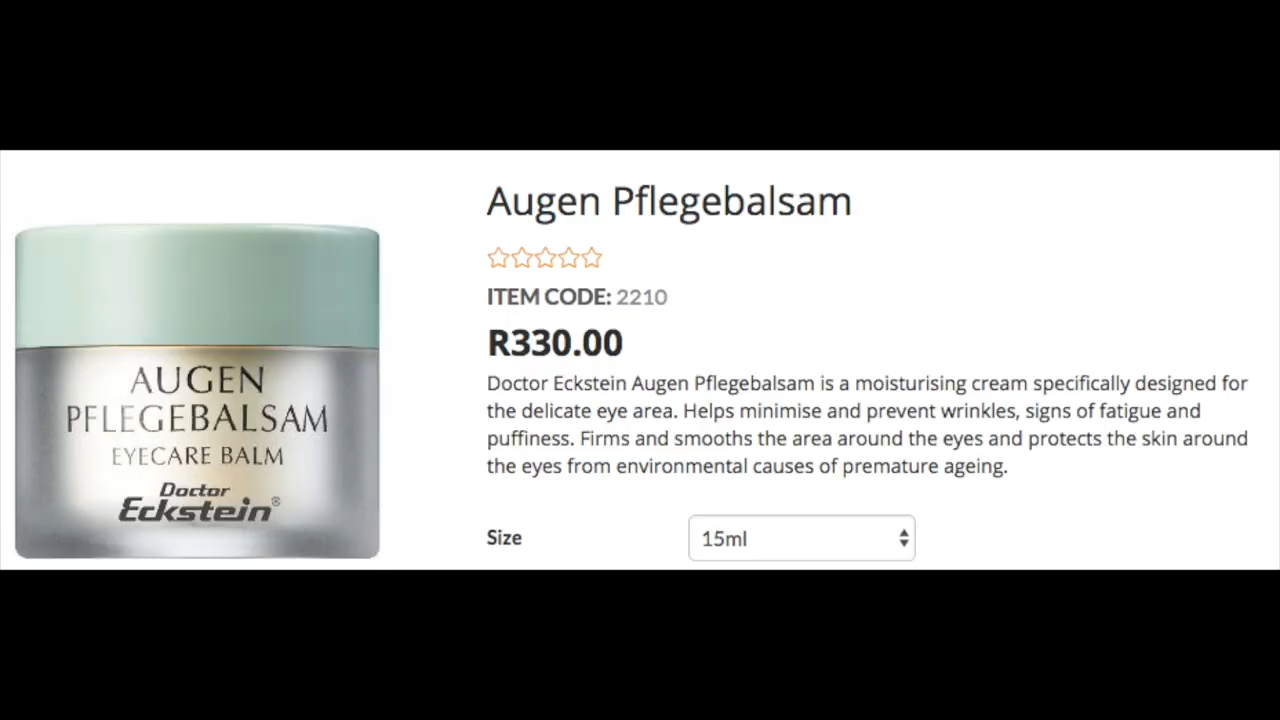 Augen Pflegebalsam
ITEM CODE: 2210
R330.00
Doctor Eckstein Augen Pflegebalsam is a moisturising cream specifically designed for
the delicate eye area. Helps minimise and prevent wrinkles, signs of fatigue and
puffiness. Firms and smooths the area around the eyes and protects the skin around
the eyes from environmental causes of premature ageing.
Size
15ml
AUGEN
PFLEGEBALSAM
EYECARE BALM
Doctor
Eckstein®